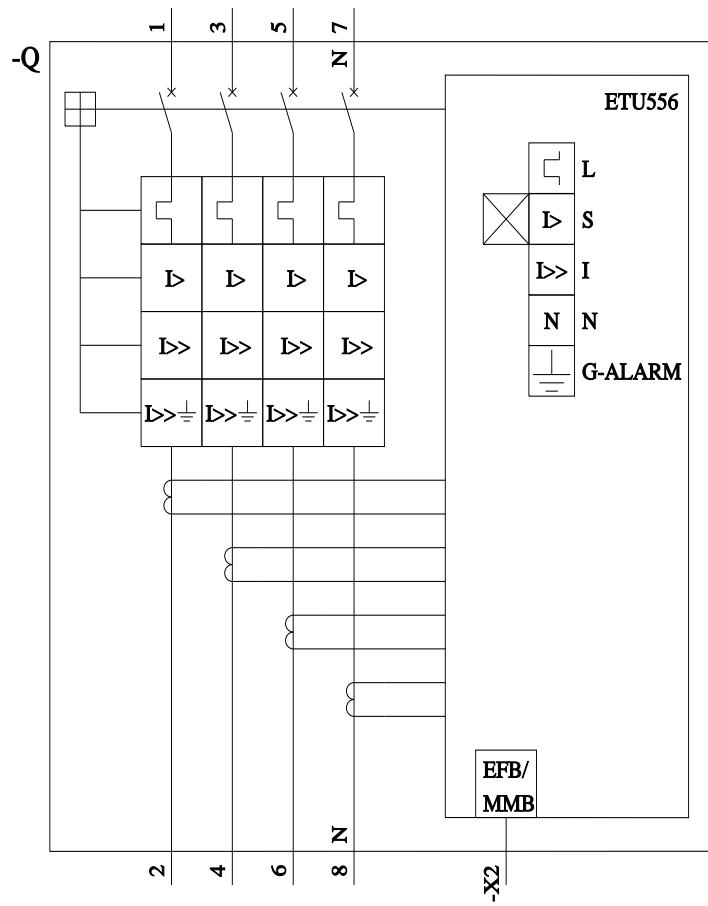 1 3 5 7
-Q N
ETU556
L
I> S
I> I> I> I> I>> I
I>> I>> I>> I>> N N
G-ALARM
I>> I>> I>> I>>
EFB/
MMB
N
2 4 6 8 -X2